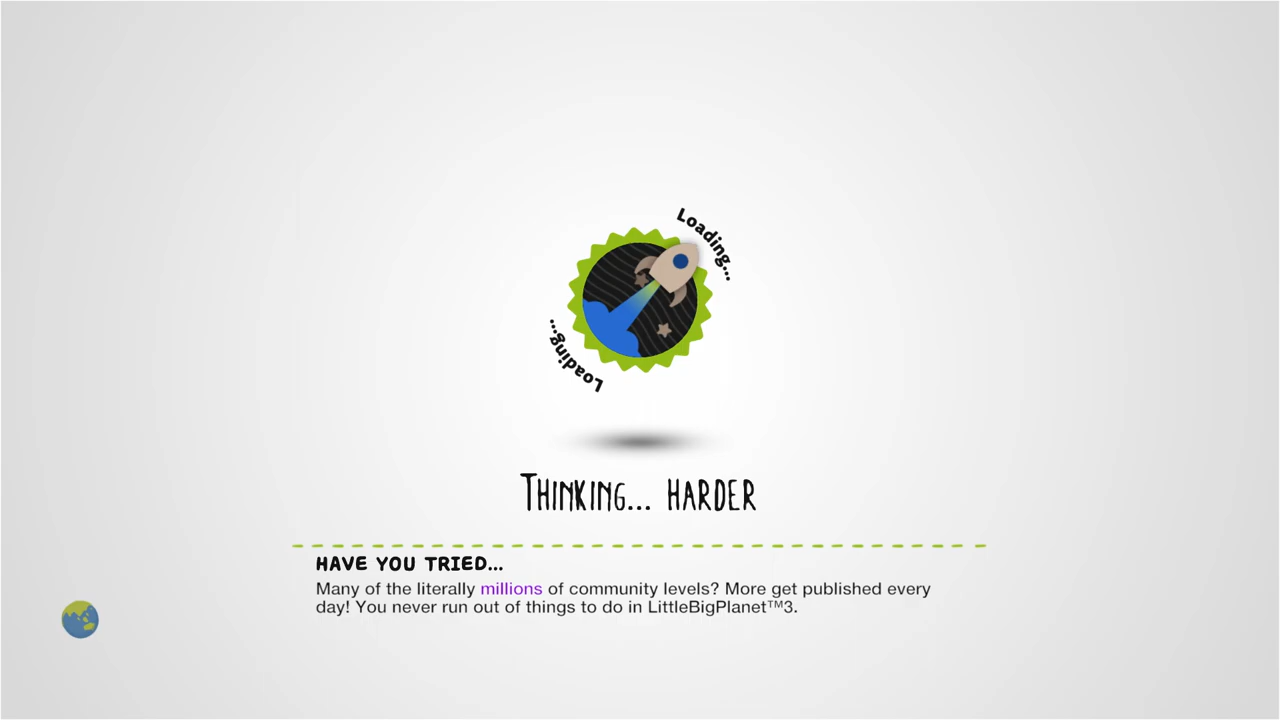 Loading...
Loading...
THINKING... HARDER
HAVE YOU TRIED...
Many of the literally millions of community levels? More get published every
day! You never run out of things to do in LittleBigPlanet™3.